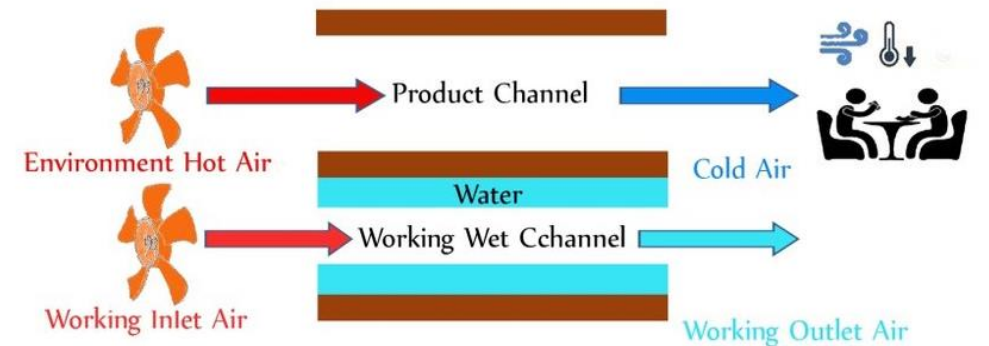 Product Channel
Environment Hot Air
Cold Air
Water
Working Wet Cchannel
Working Inlet Air
Working Outlet Air